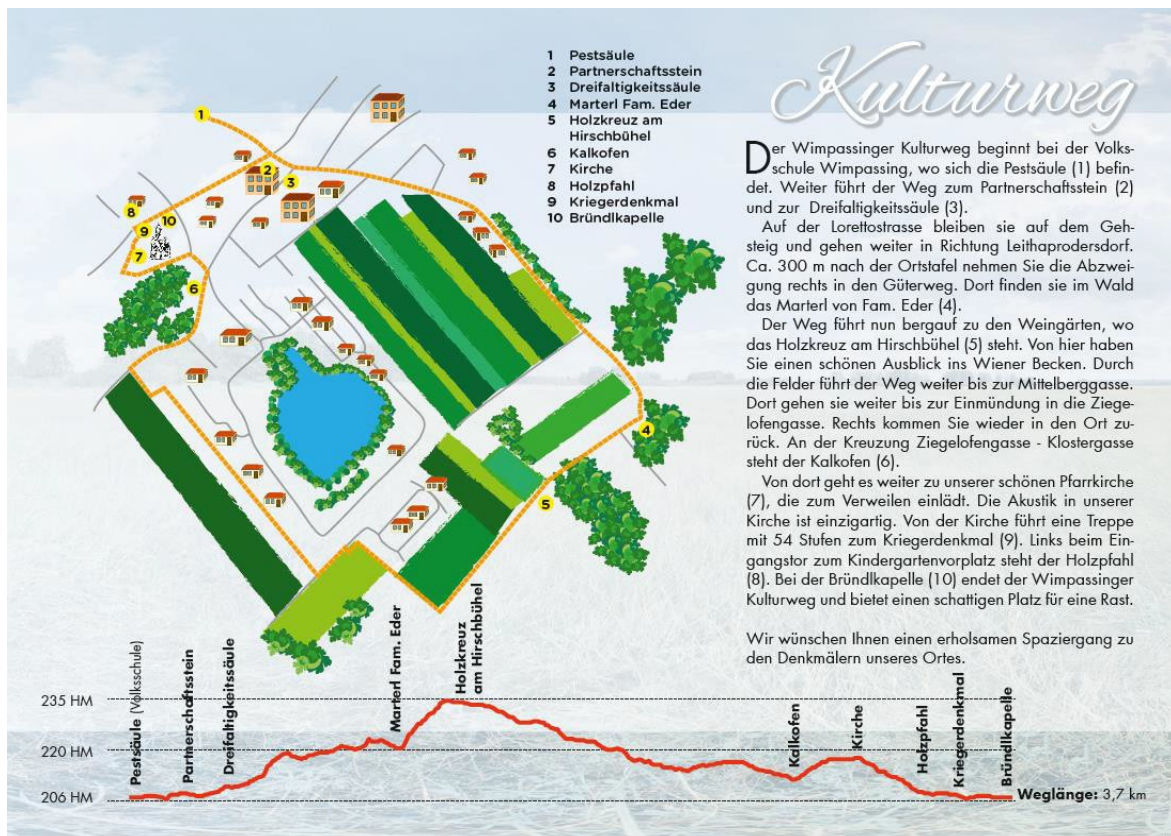 1 Pestsäule
2 Partnerschaftsstein
3 Dreifaltigkeitssäule
4 Marterl Fam. Eder
5 Holzkreuz am
Hirschbühel
6 Kalkofen
7 Kirche
8 Holzpfahl
9 Kriegerdenkmal
10 Bründlkapelle
Kulturweg
Der Wimpassinger Kulturweg beginnt bei der Volks-
schule Wimpassing, wo sich die Pestsäule (1) befin-
det. Weiter führt der Weg zum Partnerschaftsstein (2)
und zur Dreifaltigkeitssäule (3).
Auf der Lorettostrasse bleiben sie auf dem Geh-
steig und gehen weiter in Richtung Leithaprodersdorf.
Ca. 300 m nach der Ortstafel nehmen Sie die Abzwei-
gung rechts in den Güterweg. Dort finden sie im Wald
das Marterl von Fam. Eder (4).
Der Weg führt nun bergauf zu den Weingärten, wo
das Holzkreuz am Hirschbühel (5) steht. Von hier haben
Sie einen schönen Ausblick ins Wiener Becken. Durch
die Felder führt der Weg weiter bis zur Mittelberggasse.
Dort gehen sie weiter bis zur Einmündung in die Ziege-
lofengasse. Rechts kommen Sie wieder in den Ort zu-
rück. An der Kreuzung Ziegelofengasse - Klostergasse
steht der Kalkofen (6).
Von dort geht es weiter zu unserer schönen Pfarrkirche
(7), die zum Verweilen einlädt. Die Akustik in unserer
Kirche ist einzigartig. Von der Kirche führt eine Treppe
mit 54 Stufen zum Kriegerdenkmal (9). Links beim Ein-
gangstor zum Kindergartenvorplatz steht der Holzpfahl
(8). Bei der Bründlkapelle (10) endet der Wimpassinger
Kulturweg und bietet einen schattigen Platz für eine Rast.
Wir wünschen Ihnen einen erholsamen Spaziergang zu
den Denkmälern unseres Ortes.
1
2
3
8
10
9
7
6
4
5
235 HM
220 HM
206 HM
Pestsäule (Volksschule)
Partnerschaftsstein
Dreifaltigkeitssäule
Marterl Fam. Eder
Holzkreuz
am Hirschbühel
Kalkofen
Kirche
Holzpfahl
Kriegerdenkmal
Bründlkapelle
Weglänge: 3,7 km